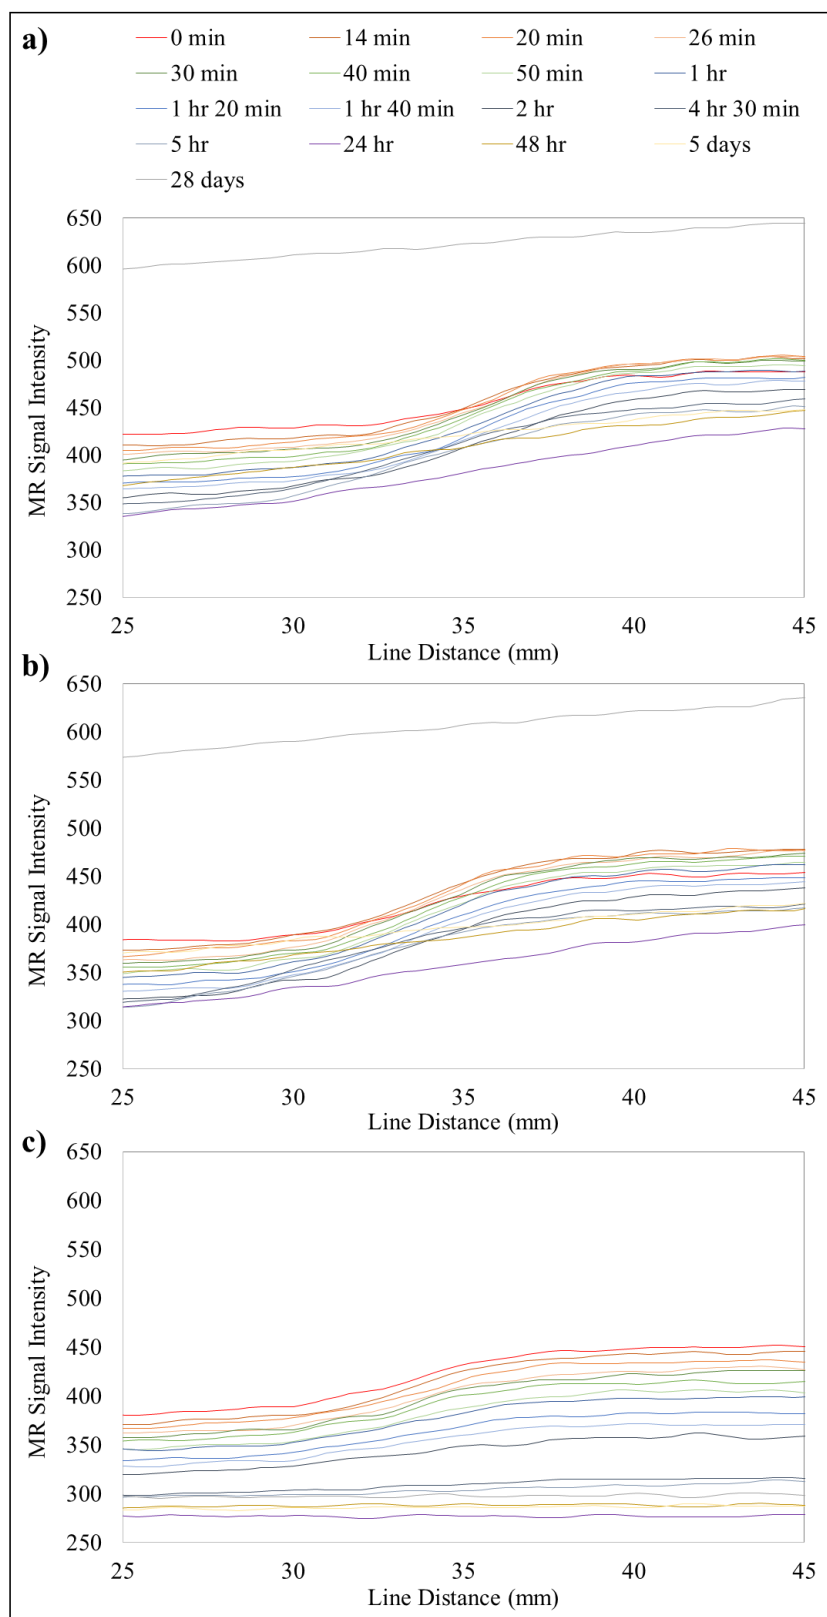 a)
0 min 14 min 20 min 26 min
30 min 40 min 50 min 1 hr
1 hr 20 min 1 hr 40 min 2 hr 4 hr 30 min
5 hr 24 hr 48 hr 5 days
28 days
650
600
550
500
450
400
350
300
250
MR Signal Intensity
25 30 35 40 45
Line Distance (mm)
b)
650
600
550
500
450
400
350
300
250
MR Signal Intensity
25 30 35 40 45
Line Distance (mm)
c)
650
600
550
500
450
400
350
300
250
MR Signal Intensity
25 30 35 40 45
Line Distance (mm)